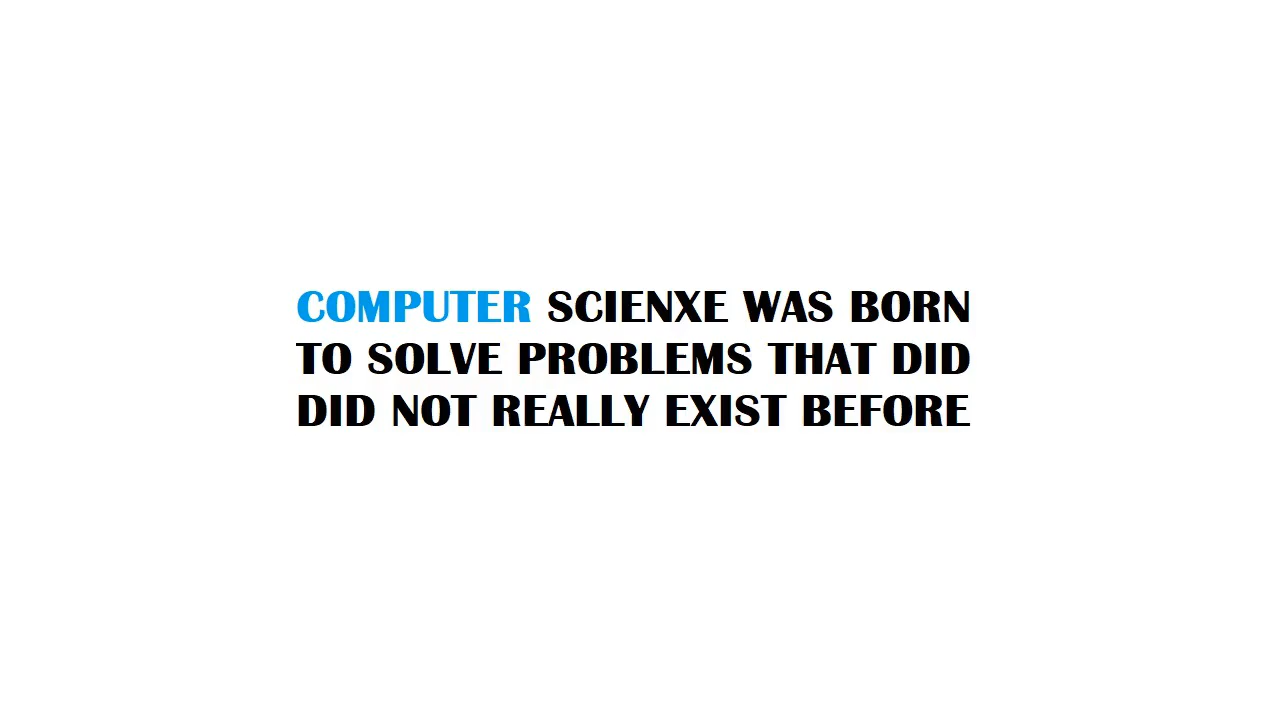 COMPUTER SCIENXE WAS BORN
TO SOLVE PROBLEMS THAT DID
DID NOT REALLY EXIST BEFORE